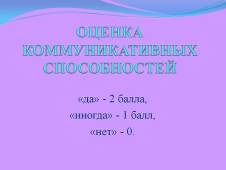 ОЦЕНКА
КОММУНИКАТИВНЫХ
СПОСОБНОСТЕЙ
«да» - 2 балла,
«иногда» - 1 балл,
«нет» - 0.